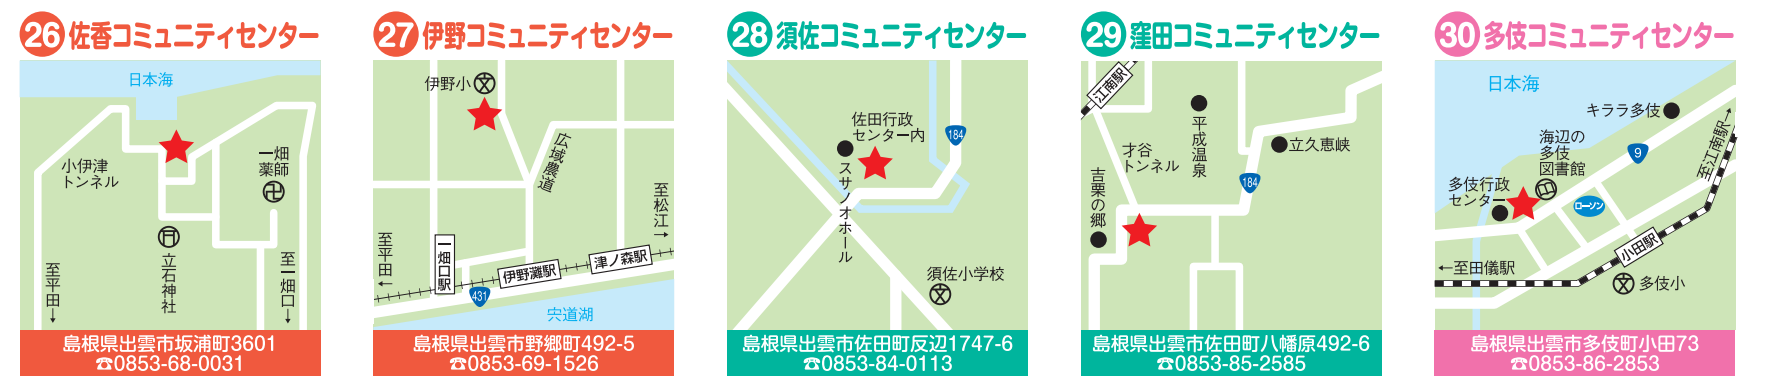 26 佐香コミュニティセンター
日本海
小伊津
トンネル
一畑
薬師
立石神社
至平田
至一畑口
島根県出雲市坂浦町3601
☎0853-68-0031
27 伊野コミュニティセンター
伊野小
文
広域農道
至松江
至平田
一畑口駅
伊野灘駅
津ノ森駅
431
宍道湖
島根県出雲市野郷町492-5
☎0853-69-1526
28 須佐コミュニティセンター
184
佐田行政
センター内
スサノオホール
須佐小学校
文
島根県出雲市佐田町反辺1747-6
☎0853-84-0113
29 窪田コミュニティセンター
江南駅
平成温泉
立久恵峡
才谷
トンネル
吉栗の郷
184
島根県出雲市佐田町八幡原492-6
☎0853-85-2585
30 多伎コミュニティセンター
日本海
キララ多伎
海辺の
多伎
図書館
9
至江南駅→
多伎行政
センター
ローソン
小田駅
←至田儀駅
文
多伎小
島根県出雲市多伎町小田73
☎0853-86-2853